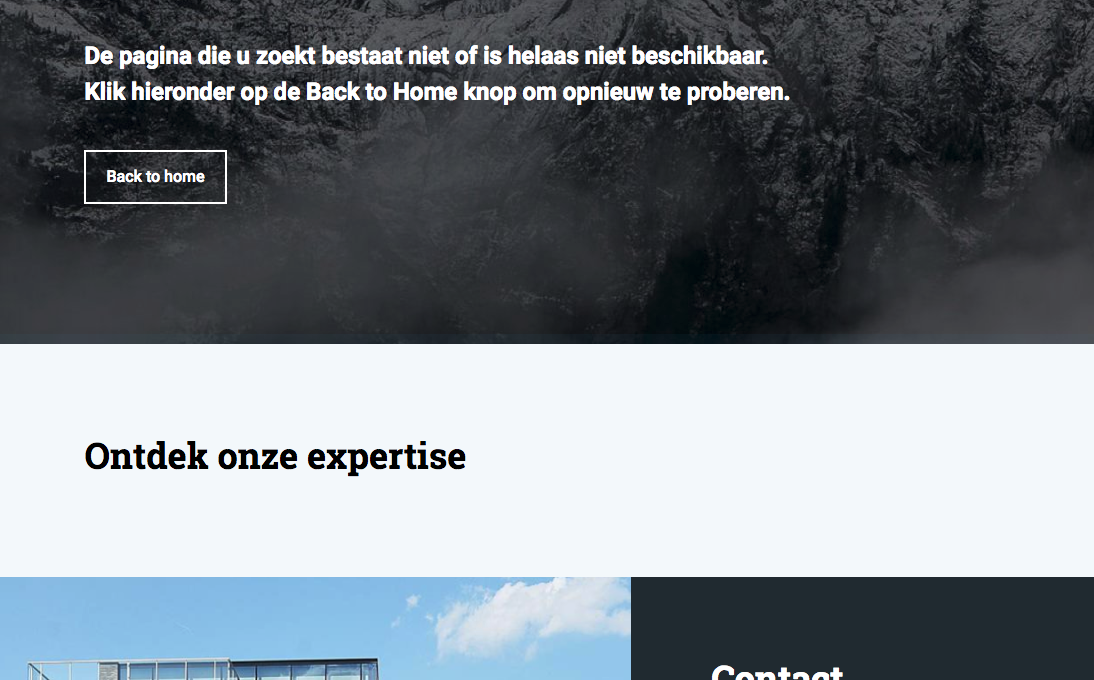 De pagina die u zoekt bestaat niet of is helaas niet beschikbaar.
Klik hieronder op de Back to Home knop om opnieuw te proberen.
Back to home
Ontdek onze expertise
Contact